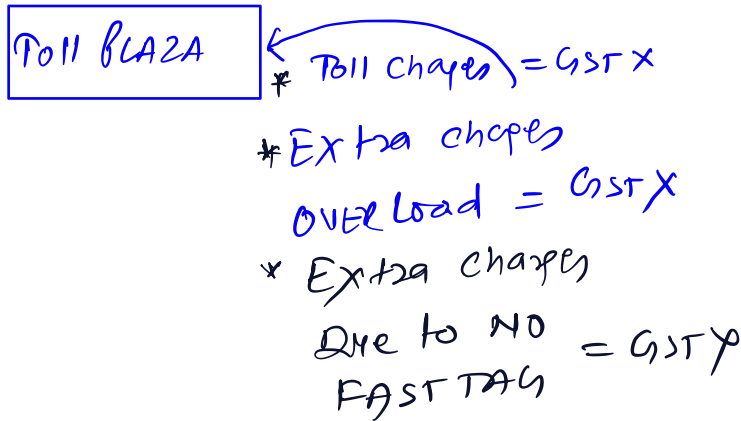 Toll PLAZA
* Toll Charges = GST X
* Extra charges
OVERLoad = GST X
* Extra charges
Due to NO
FASTTAG = GST X